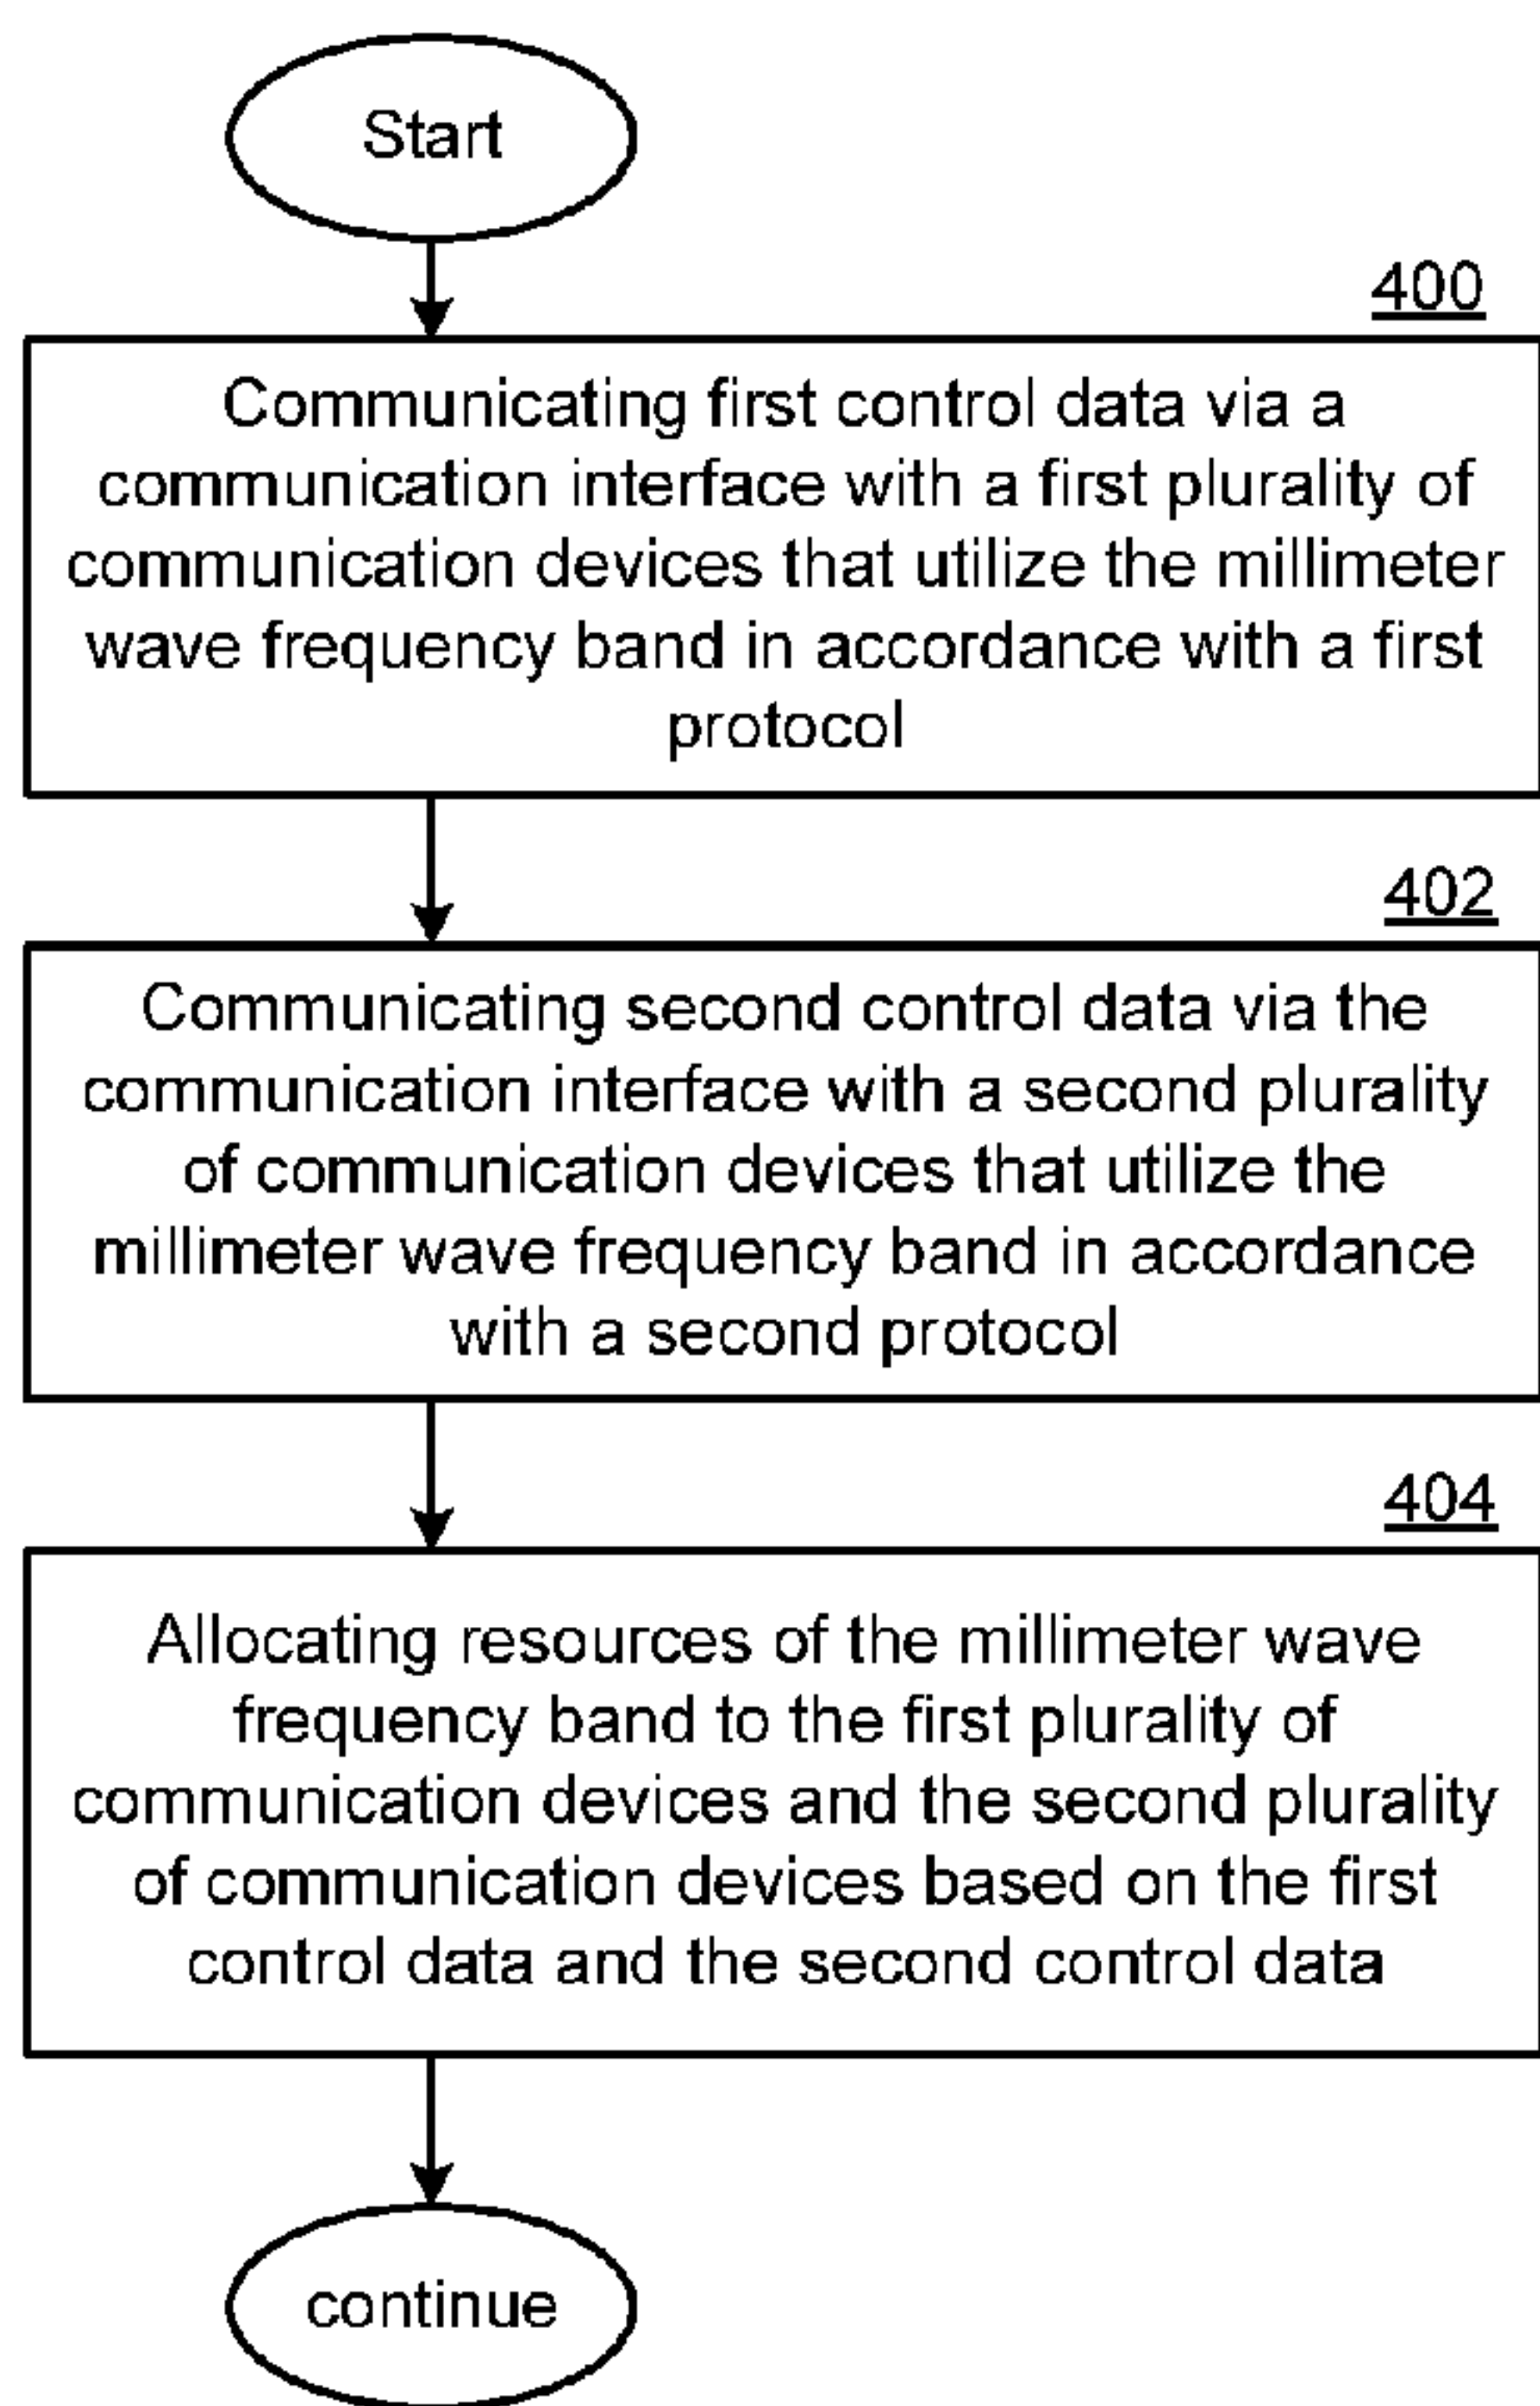 Start
400
Communicating first control data via a
communication interface with a first plurality of
communication devices that utilize the millimeter
wave frequency band in accordance with a first
protocol
402
Communicating second control data via the
communication interface with a second plurality
of communication devices that utilize the
millimeter wave frequency band in accordance
with a second protocol
404
Allocating resources of the millimeter wave
frequency band to the first plurality of
communication devices and the second plurality
of communication devices based on the first
control data and the second control data
continue